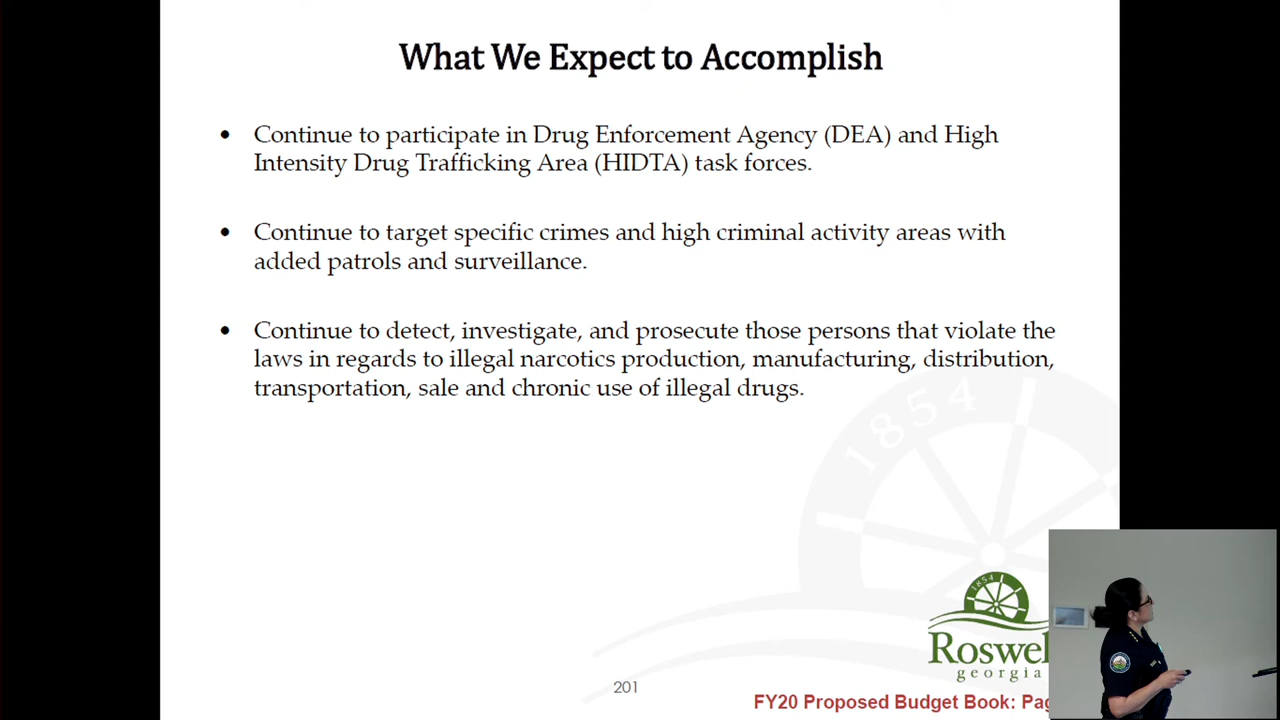 What We Expect to Accomplish
• Continue to participate in Drug Enforcement Agency (DEA) and High
Intensity Drug Trafficking Area (HIDTA) task forces.
• Continue to target specific crimes and high criminal activity areas with
added patrols and surveillance.
• Continue to detect, investigate, and prosecute those persons that violate the
laws in regards to illegal narcotics production, manufacturing, distribution,
transportation, sale and chronic use of illegal drugs.
1854
1854
Roswel
georgia
201
FY20 Proposed Budget Book: Pag